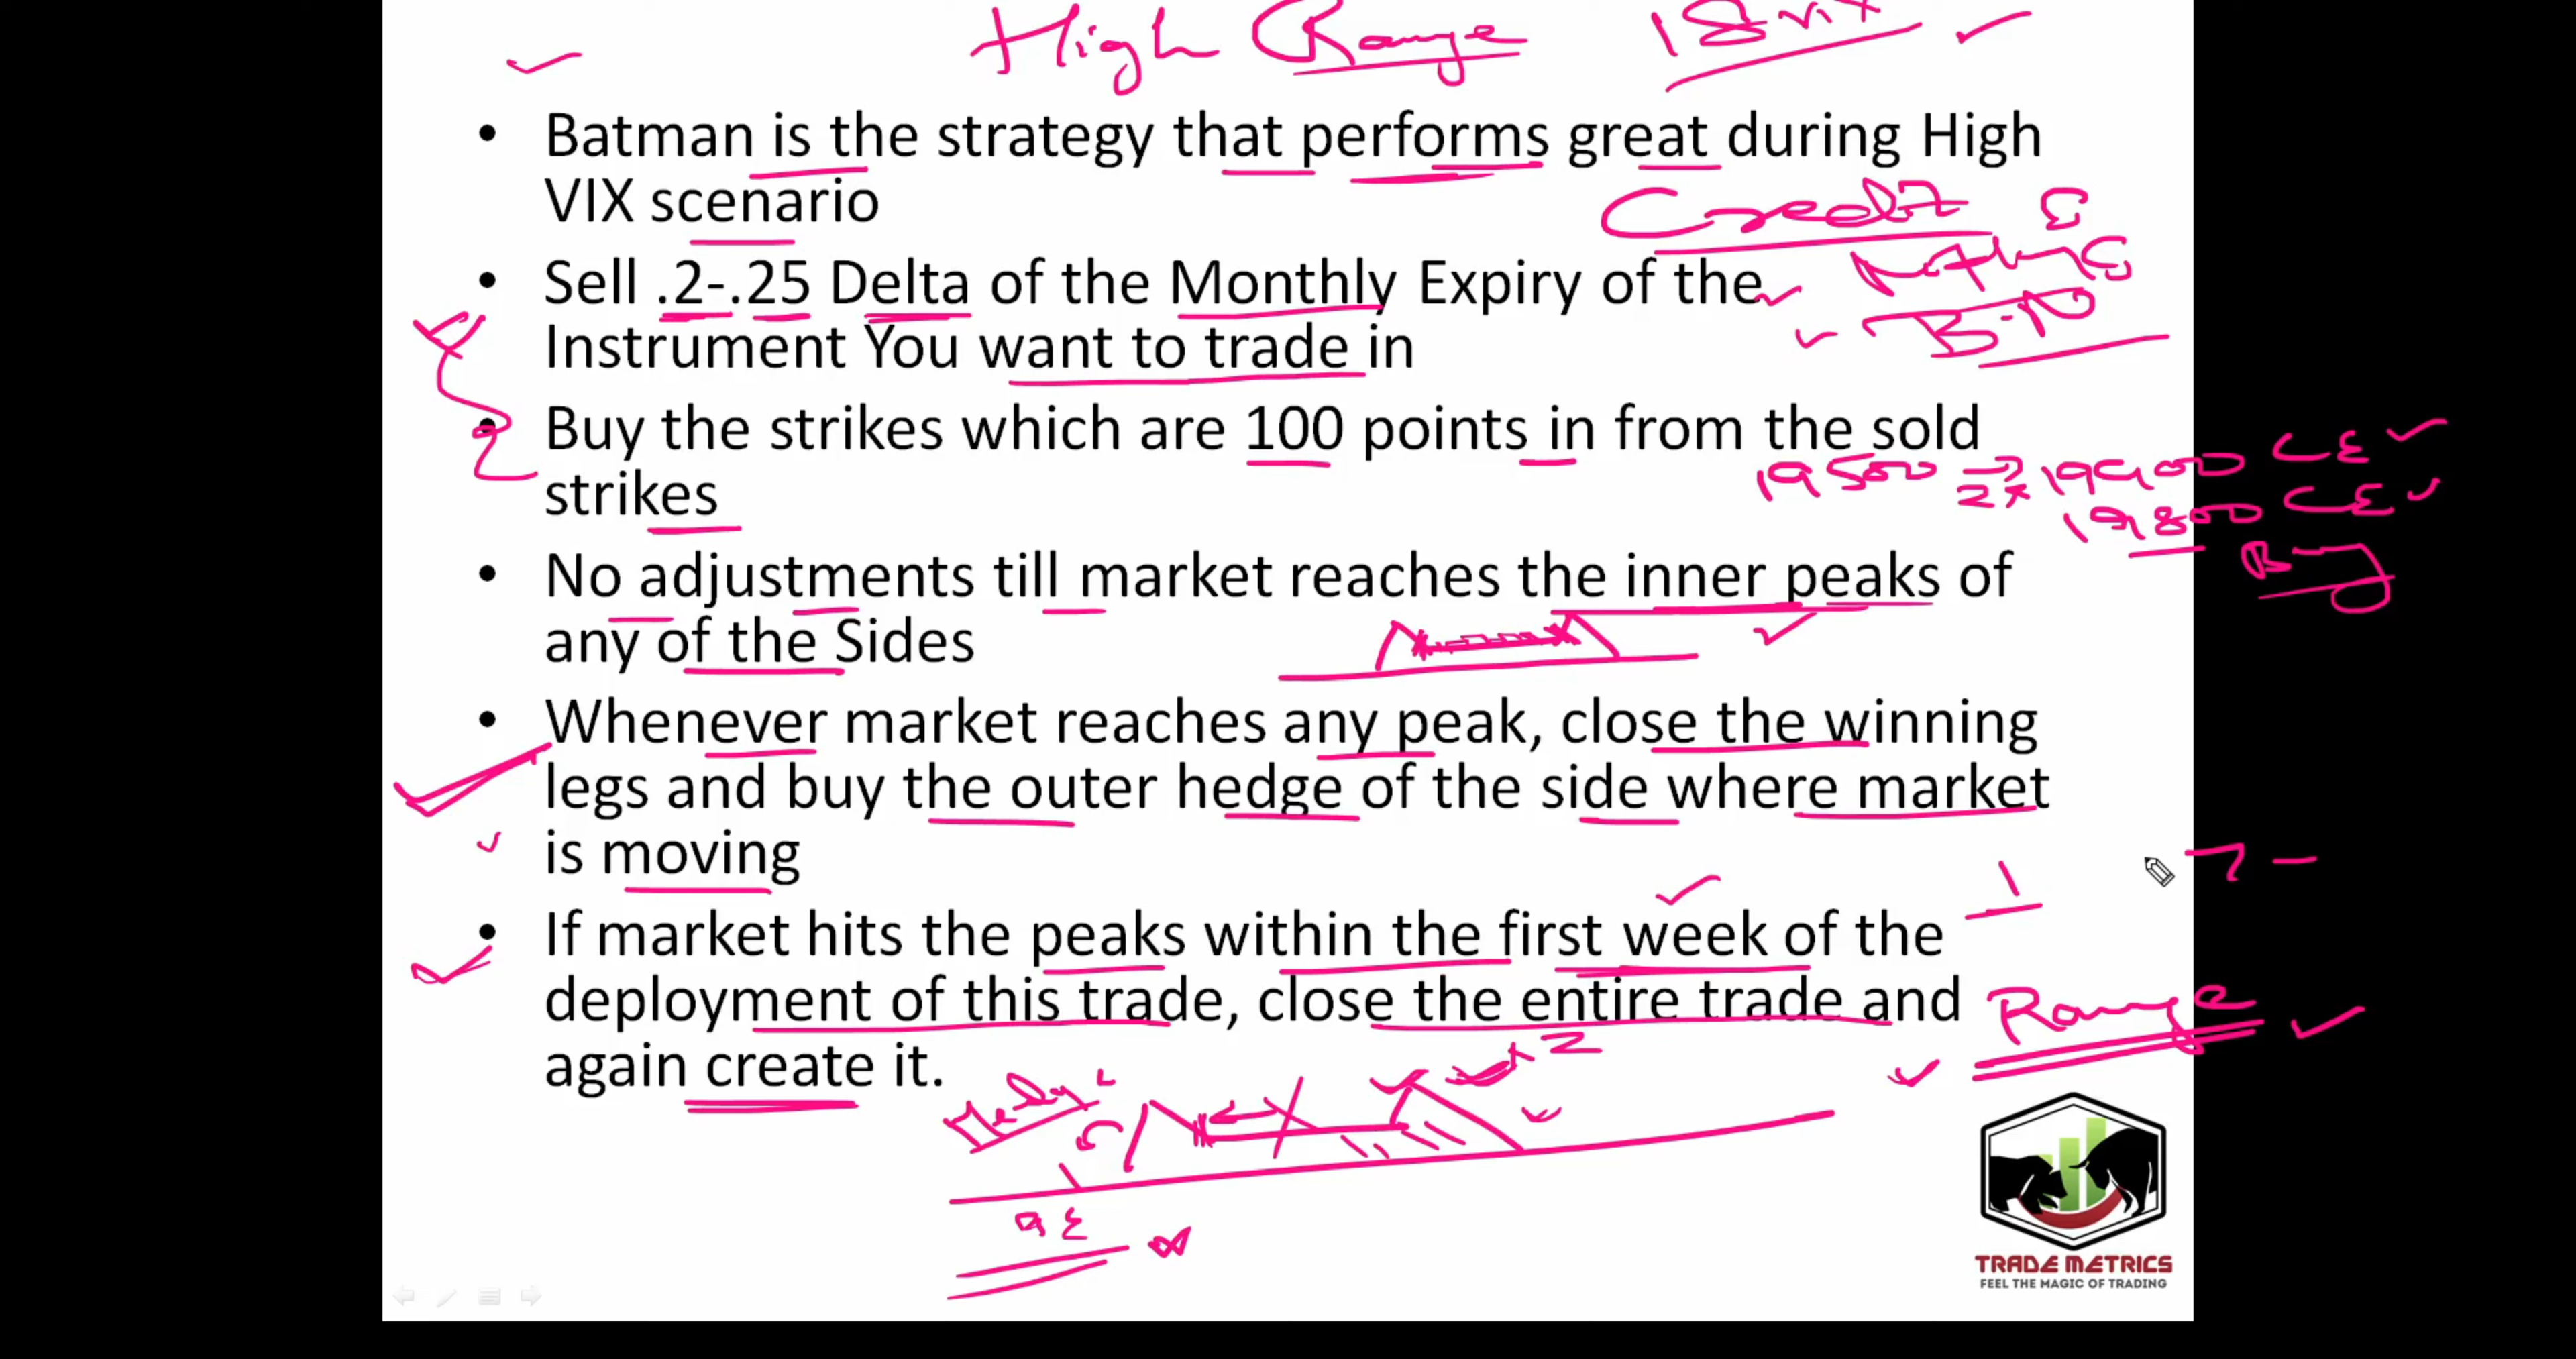 High Range 18 vix
• Batman is the strategy that performs great during High
VIX scenario
Credit
• Sell .2-.25 Delta of the Monthly Expiry of the
Instrument You want to trade in
B.N
• Buy the strikes which are 100 points in from the sold
strikes
19500 ⇒ 19900 CE
2x 19800 CE
Buy
• No adjustments till market reaches the inner peaks of
any of the Sides
• Whenever market reaches any peak, close the winning
legs and buy the outer hedge of the side where market
is moving
• If market hits the peaks within the first week of the
deployment of this trade, close the entire trade and
again create it.
Range
TRADE METRICS
FEEL THE MAGIC OF TRADING